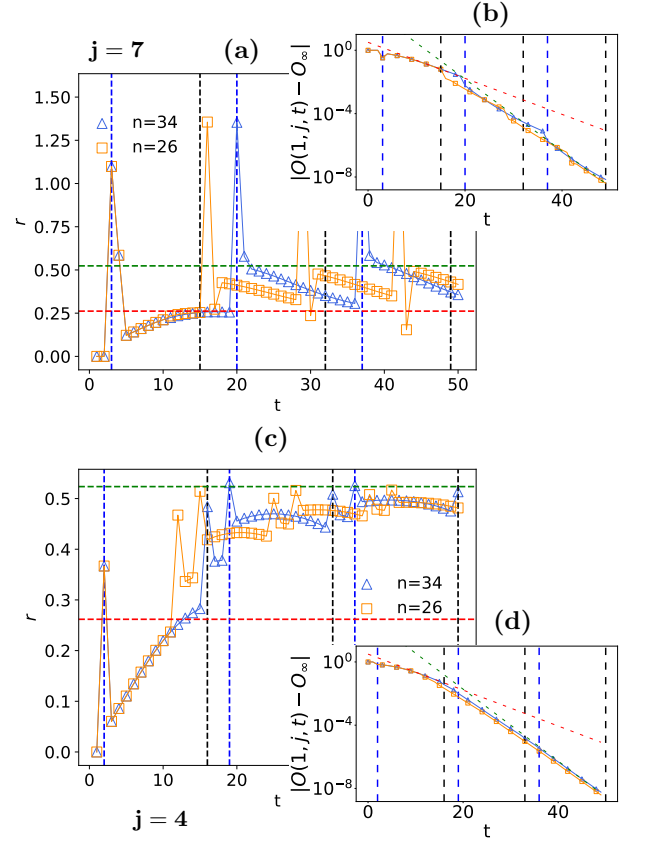 j = 7
(a)
(b)
1.50
1.25
1.00
0.75
0.50
0.25
0.00
r
n=34
n=26
0
10
20
30
40
50
t
|O(1, j, t) − O∞|
10⁰
10⁻⁴
10⁻⁸
0
20
40
t
(c)
0.5
0.4
0.3
0.2
0.1
0.0
r
n=34
n=26
0
10
20
t
j = 4
(d)
|O(1, j, t) − O∞|
10⁰
10⁻⁴
10⁻⁸
0
20
40
t